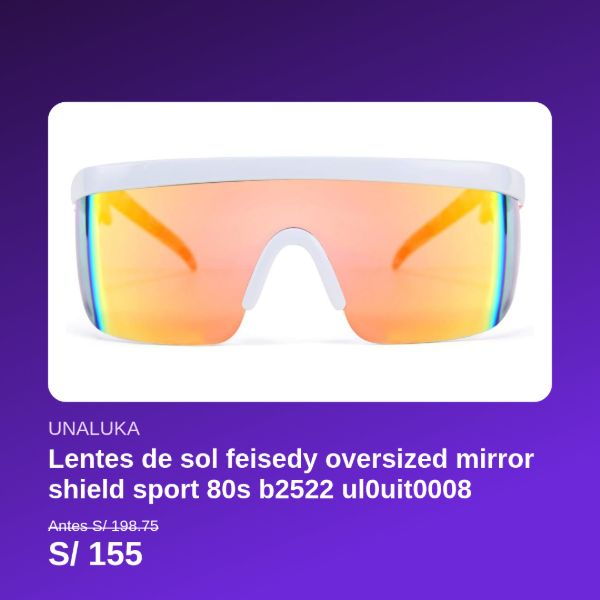 UNALUKA
Lentes de sol feisedy oversized mirror
shield sport 80s b2522 ul0uit0008
Antes S/ 198.75
S/ 155